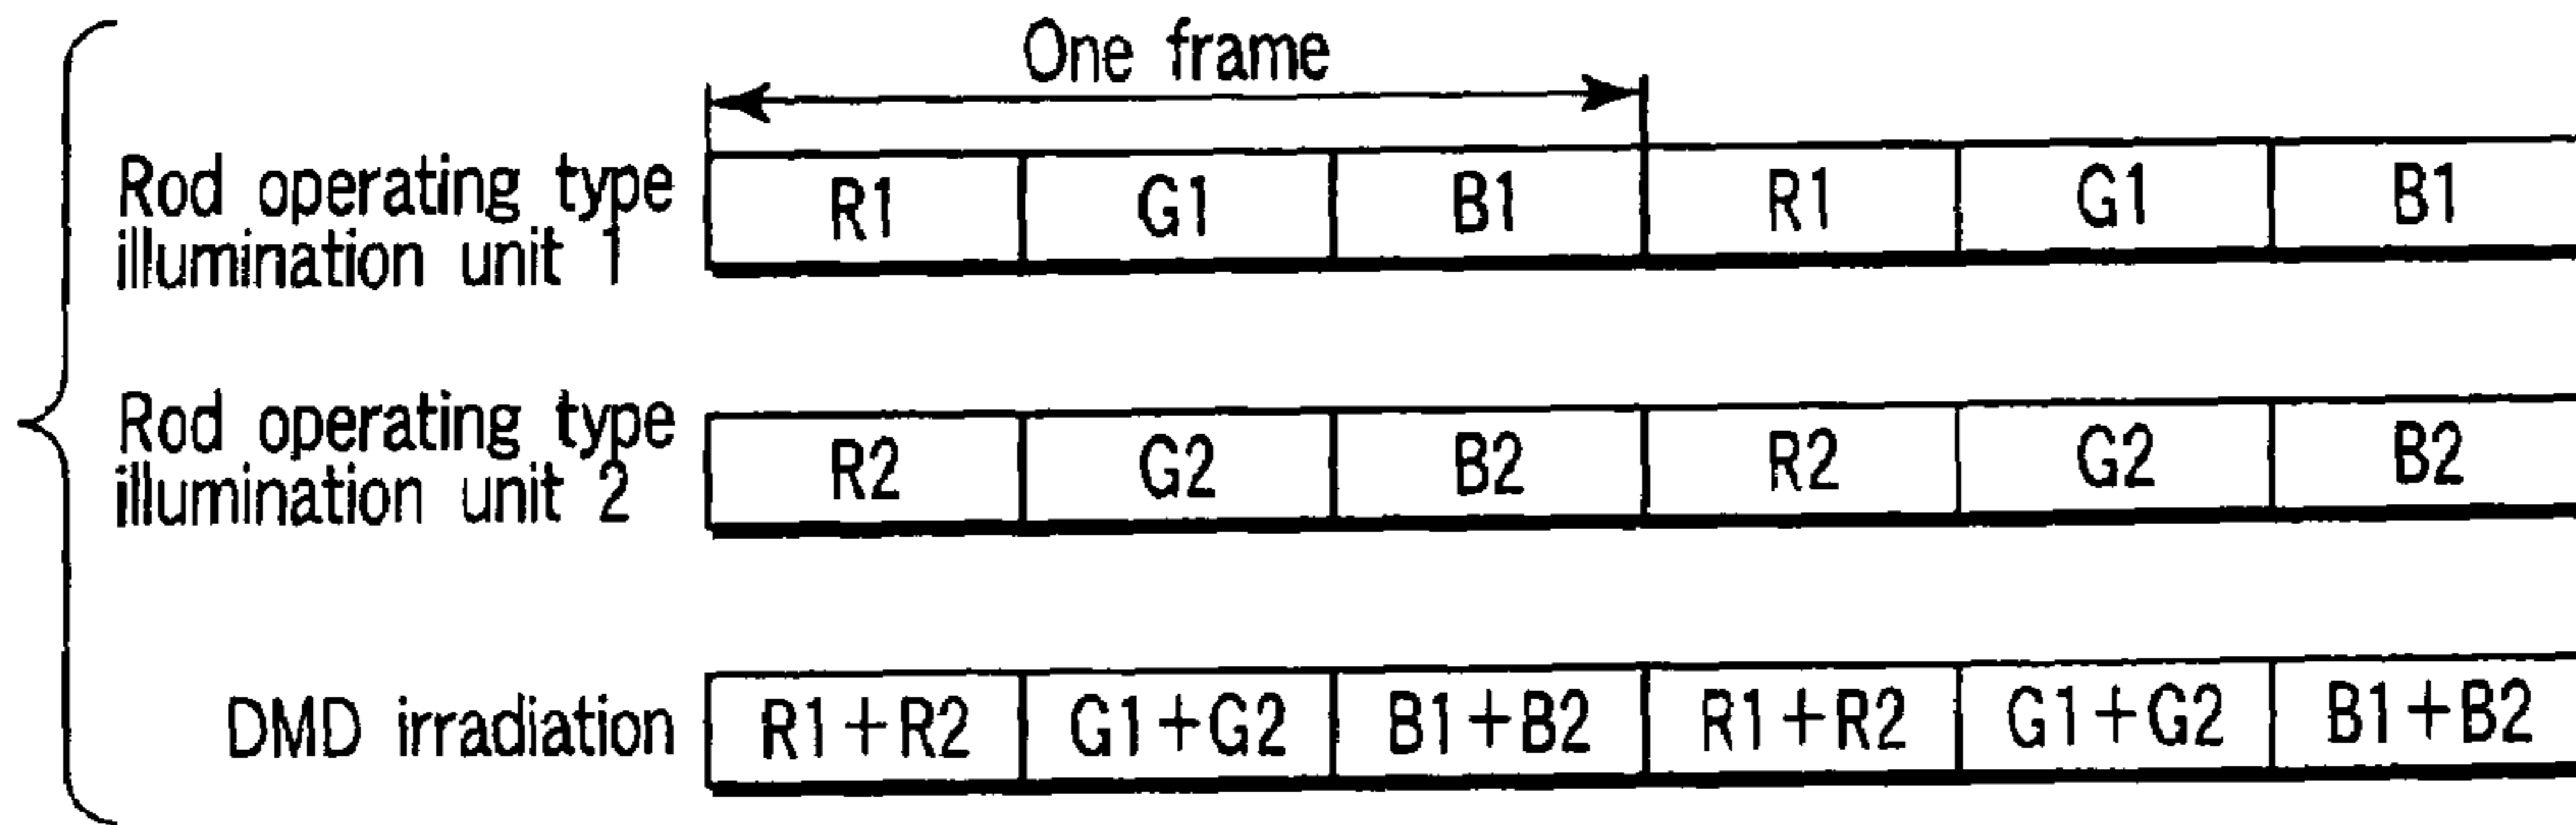 One frame
Rod operating type
illumination unit 1
R1 G1 B1 R1 G1 B1
Rod operating type
illumination unit 2
R2 G2 B2 R2 G2 B2
DMD irradiation
R1+R2 G1+G2 B1+B2 R1+R2 G1+G2 B1+B2